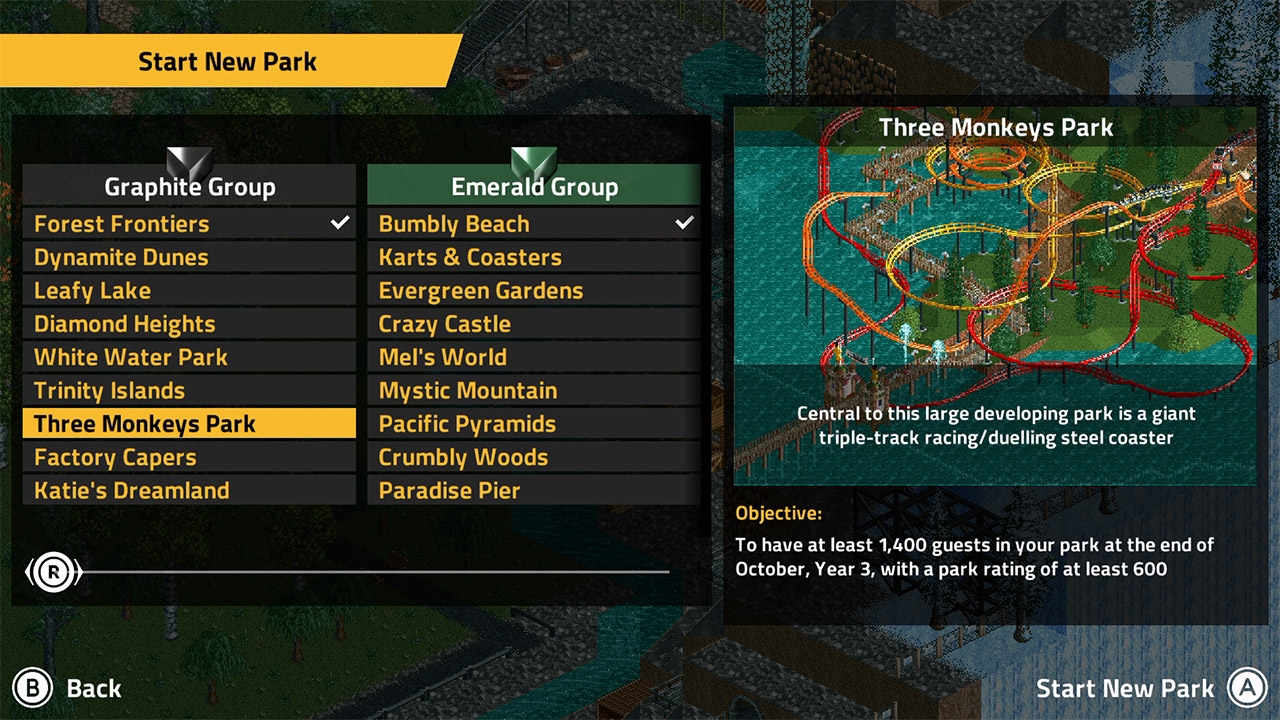 Start New Park
Graphite Group
Forest Frontiers
Dynamite Dunes
Leafy Lake
Diamond Heights
White Water Park
Trinity Islands
Three Monkeys Park
Factory Capers
Katie's Dreamland
Emerald Group
Bumbly Beach
Karts & Coasters
Evergreen Gardens
Crazy Castle
Mel's World
Mystic Mountain
Pacific Pyramids
Crumbly Woods
Paradise Pier
R
Three Monkeys Park
Central to this large developing park is a giant
triple-track racing/duelling steel coaster
Objective:
To have at least 1,400 guests in your park at the end of
October, Year 3, with a park rating of at least 600
B Back
Start New Park A